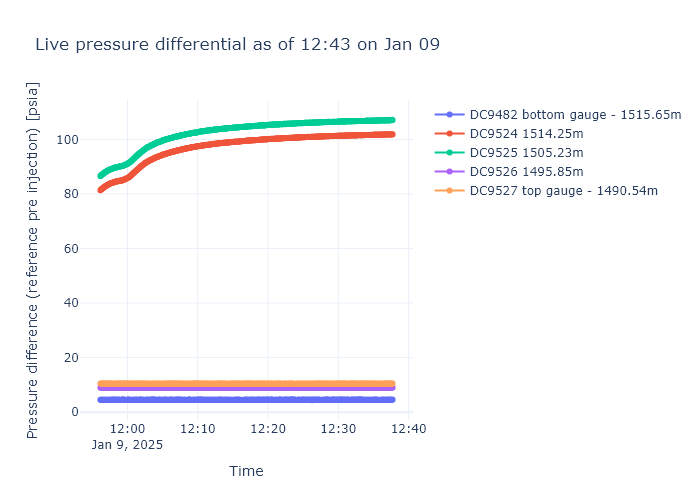 Live pressure differential as of 12:43 on Jan 09
Pressure difference (reference pre injection) [psia]
100
80
60
40
20
0
12:00
12:10
12:20
12:30
12:40
Jan 9, 2025
Time
DC9482 bottom gauge - 1515.65m
DC9524 1514.25m
DC9525 1505.23m
DC9526 1495.85m
DC9527 top gauge - 1490.54m